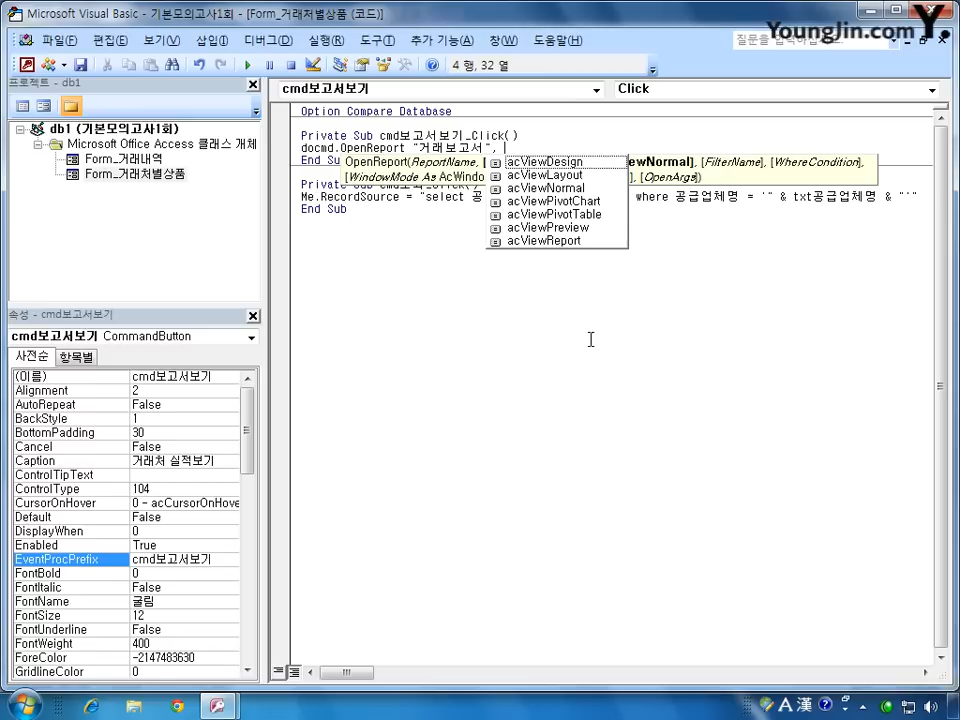 Microsoft Visual Basic - 기본모의고사1회 - [Form_거래처별상품 (코드)]
YoungJin.com Y.
파일(F) 편집(E) 보기(V) 삽입(I) 디버그(D) 실행(R) 도구(T) 추가 기능(A) 창(W) 도움말(H)
4 행, 32 열
프로젝트 - db1
cmd보고서보기
Click
db1 (기본모의고사1회)
Microsoft Office Access 클래스 개체
Form_거래내역
Form_거래처별상품
Option Compare Database
Private Sub cmd보고서보기_Click()
docmd.OpenReport "거래보고서",
End Su
OpenReport(ReportName, [
ewNormal], [FilterName], [WhereCondition],
[WindowMode As AcWindo
], [OpenArgs])
acViewDesign
acViewLayout
acViewNormal
acViewPivotChart
acViewPivotTable
acViewPreview
acViewReport
Me.RecordSource = "select 공
where 공급업체명 = '" & txt공급업체명 & "'"
End Sub
속성 - cmd보고서보기
cmd보고서보기 CommandButton
사전순 항목별
(이름) cmd보고서보기
Alignment 2
AutoRepeat False
BackStyle 1
BottomPadding 30
Cancel False
Caption 거래처 실적보기
ControlTipText
ControlType 104
CursorOnHover 0 - acCursorOnHove
Default False
DisplayWhen 0
Enabled True
EventProcPrefix cmd보고서보기
FontBold 0
FontItalic False
FontName 굴림
FontSize 12
FontUnderline False
FontWeight 400
ForeColor -2147483630
GridlineColor 0
A 漢